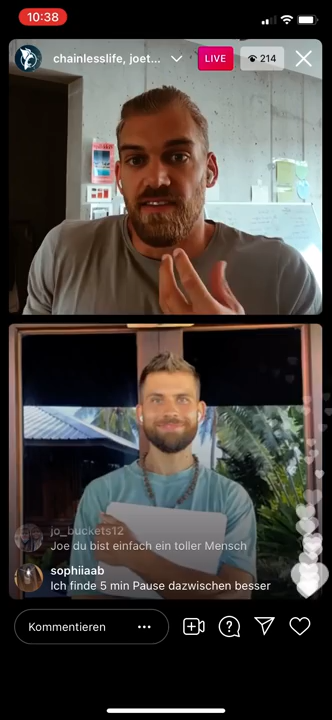 10:38
chainlesslife, joet...
LIVE
214
jo_buckets12
Joe du bist einfach ein toller Mensch
sophiiaab
Ich finde 5 min Pause dazwischen besser
Kommentieren